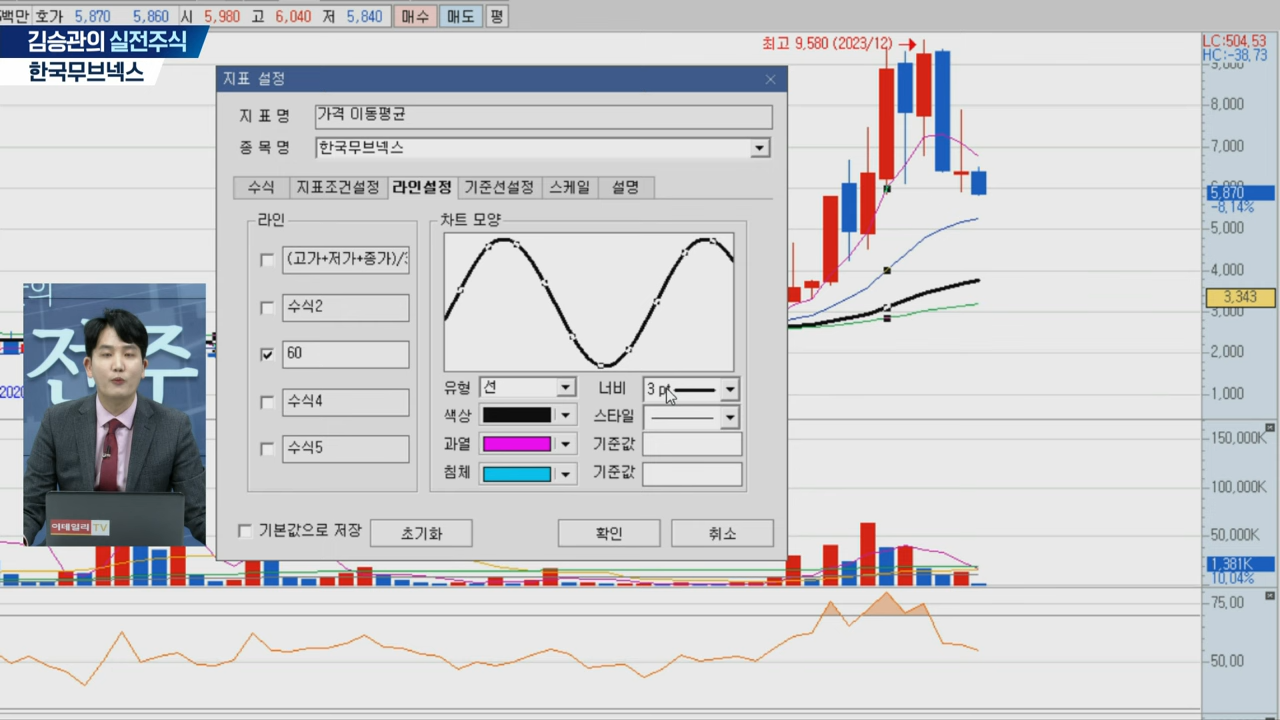 백만 호가 5,870 5,860 시 5,980 고 6,040 저 5,840 매수 매도 평
김승관의 실전주식
한국무브넥스
최고 9,580 (2023/12)
LC:504,53
HC:-38,73
9,000
8,000
7,000
5,870
-8,14%
5,000
4,000
3,343
3,000
2,000
1,000
150,000K
100,000K
50,000K
1,381K
10,04%
75,00
50,00
지표 설정
지 표 명 가격 이동평균
종 목 명 한국무브넥스
수식 지표조건설정 라인설정 기준선설정 스케일 설명
라인
(고가+저가+종가)/3
수식2
60
수식4
수식5
차트 모양
유형 선 너비 3 pt
색상 스타일
과열 기준값
침체 기준값
기본값으로 저장 초기화 확인 취소
2020
의
전 주
이데일리 TV